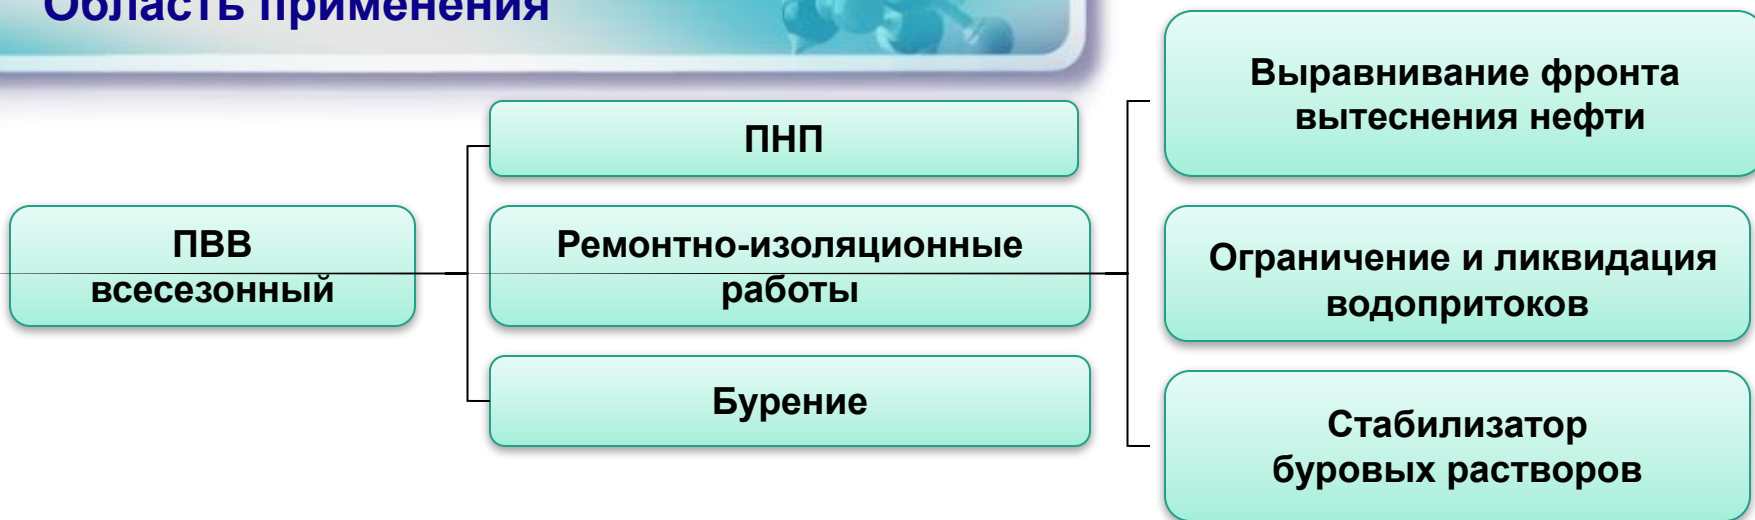 Область применения
ПНП
ПВВ
всесезонный
Ремонтно-изоляционные
работы
Бурение
Выравнивание фронта
вытеснения нефти
Ограничение и ликвидация
водопритоков
Стабилизатор
буровых растворов